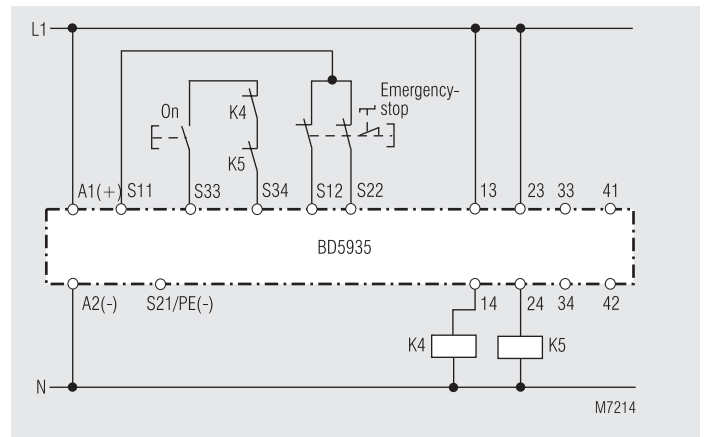 L1
Emergency-
stop
On
K4
K5
A1(+) S11 S33 S34 S12 S22 13 23 33 41
BD5935
A2(-) S21/PE(-) 14 24 34 42
K4 K5
N
M7214